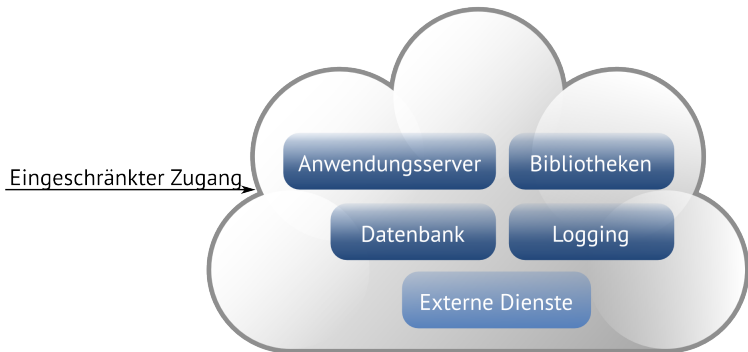 Eingeschränkter Zugang
Anwendungsserver
Bibliotheken
Datenbank
Logging
Externe Dienste